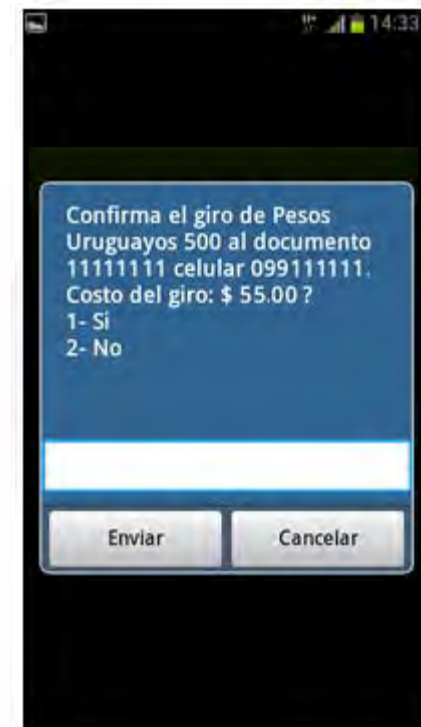 14:33
Confirma el giro de Pesos
Uruguayos 500 al documento
11111111 celular 099111111.
Costo del giro: $ 55.00 ?
1- Si
2- No
Enviar
Cancelar